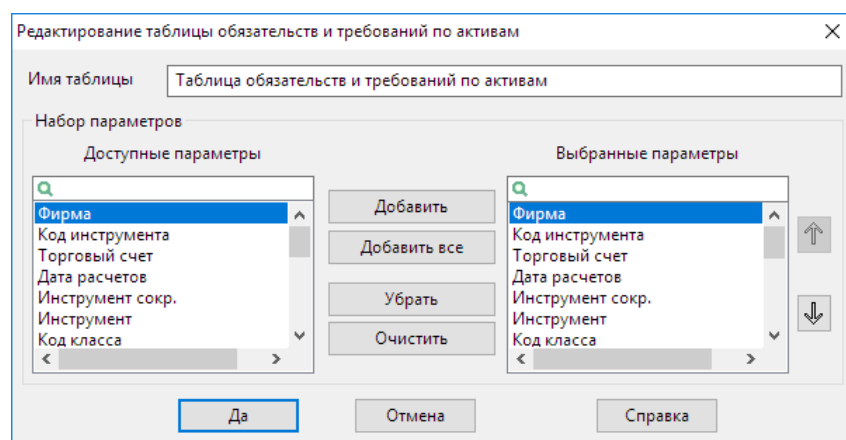 Редактирование таблицы обязательств и требований по активам
Имя таблицы Таблица обязательств и требований по активам
Набор параметров
Доступные параметры
Фирма
Код инструмента
Торговый счет
Дата расчетов
Инструмент сокр.
Инструмент
Код класса
Добавить
Добавить все
Убрать
Очистить
Выбранные параметры
Фирма
Код инструмента
Торговый счет
Дата расчетов
Инструмент сокр.
Инструмент
Код класса
Да Отмена Справка